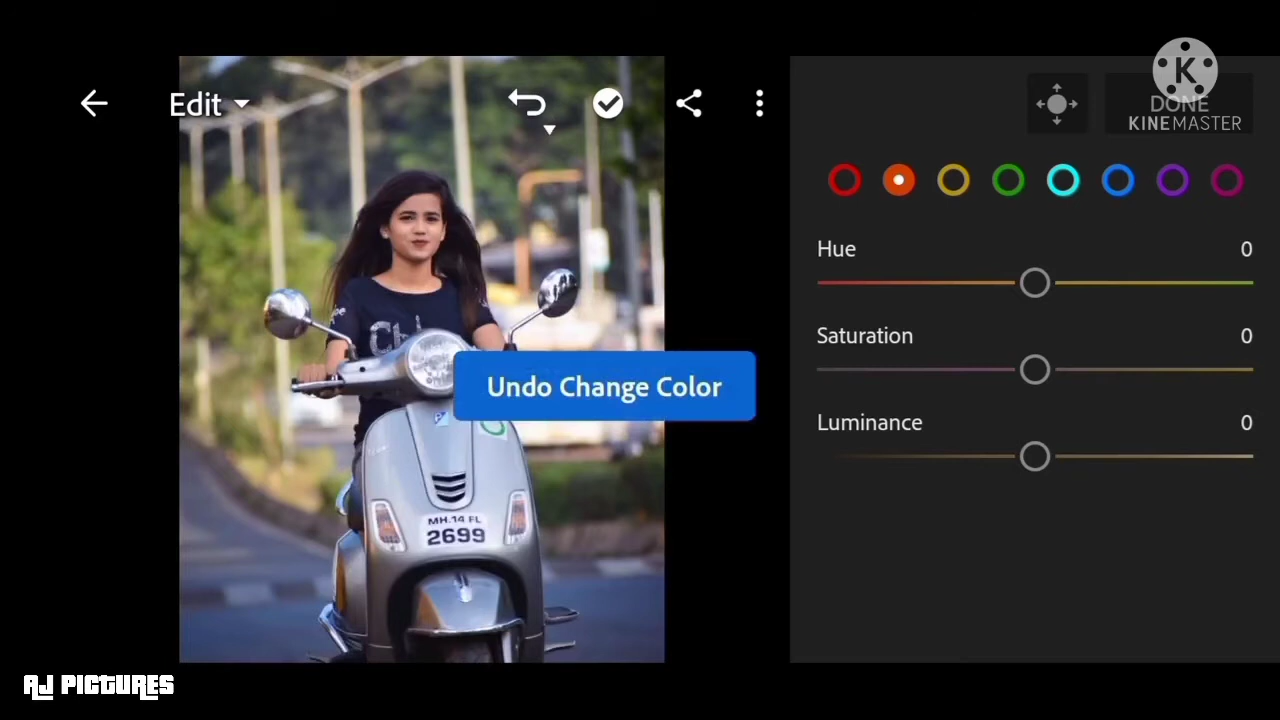 Edit
DONE
K
KINEMASTER
Hue 0
Saturation 0
Undo Change Color
Luminance 0
MH.14 FL
2699
AJ PICTURES